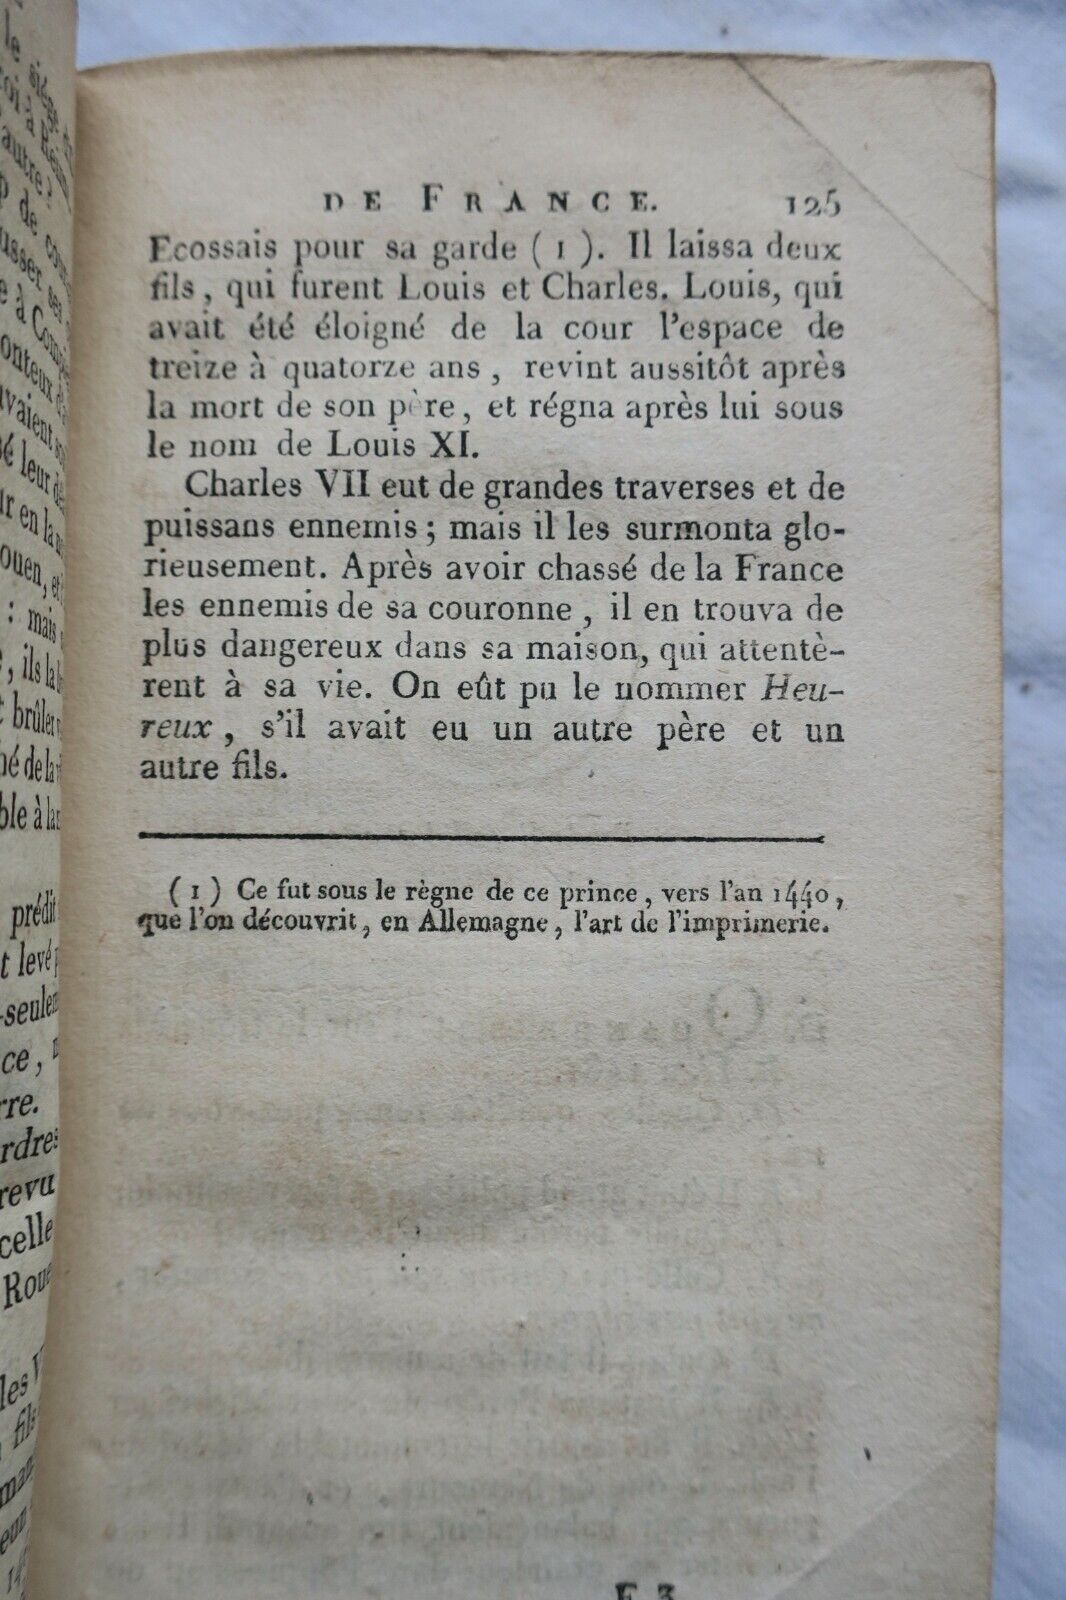 DE FRANCE. 125
Ecossais pour sa garde ( 1 ). Il laissa deux
fils, qui furent Louis et Charles. Louis, qui
avait été éloigné de la cour l'espace de
treize à quatorze ans, revint aussitôt après
la mort de son père, et régna après lui sous
le nom de Louis XI.
Charles VII eut de grandes traverses et de
puissans ennemis; mais il les surmonta glo-
rieusement. Après avoir chassé de la France
les ennemis de sa couronne, il en trouva de
plus dangereux dans sa maison, qui attentè-
rent à sa vie. On eût pu le nommer Heu-
reux, s'il avait eu un autre père et un
autre fils.
( 1 ) Ce fut sous le règne de ce prince, vers l'an 1440,
que l'on découvrit, en Allemagne, l'art de l'imprimerie.
F 3